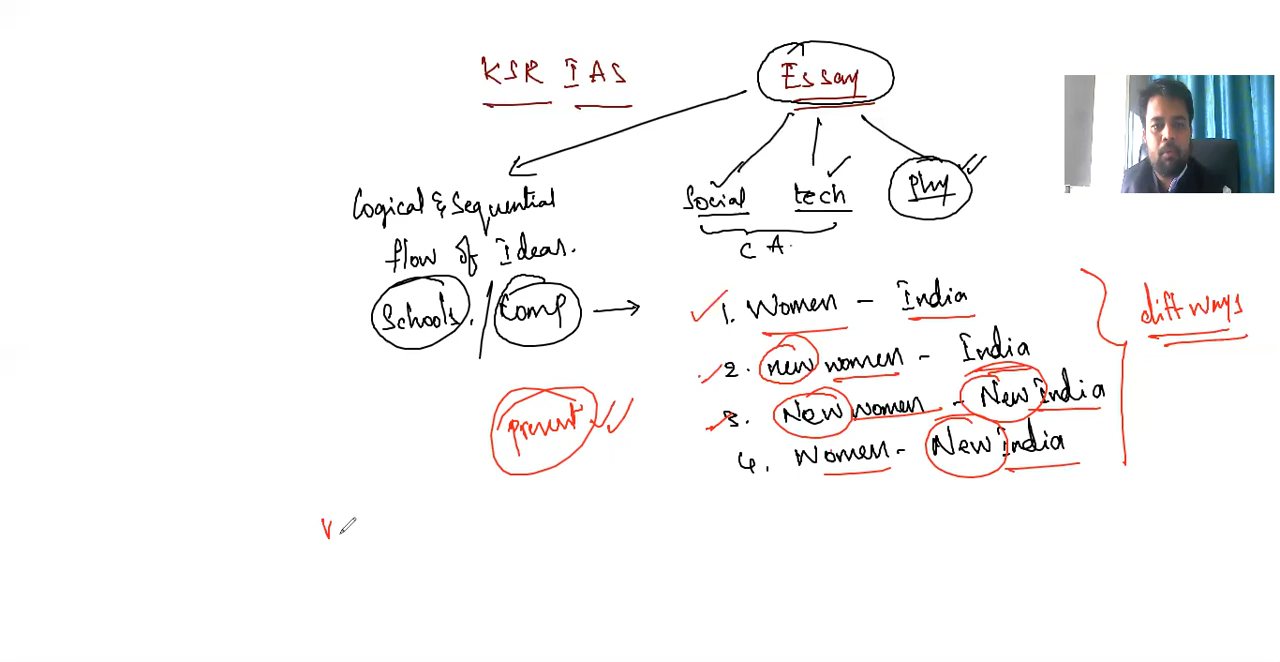 KSR IAS
Essay
Logical & Sequential
flow of Ideas.
Schools. / Comp
Social tech Phy
C A.
1. Women - India
2. new women - India
3. New women - New India
4. Women - New India
diff ways
present